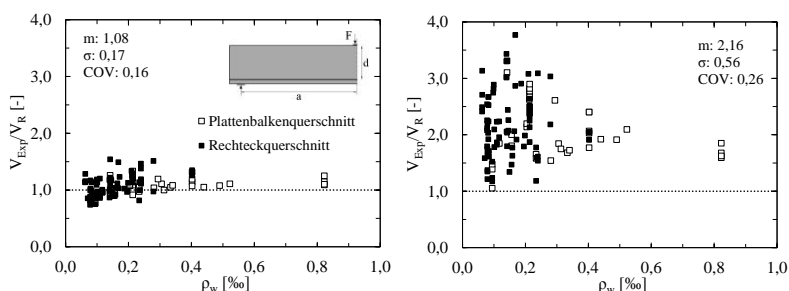 4,0
3,0
2,0
1,0
0,0
V_Exp/V_R [-]
m: 1,08
σ: 0,17
COV: 0,16
F
d
a
Plattenbalkenquerschnitt
Rechteckquerschnitt
0,0 0,2 0,4 0,6 0,8 1,0
ρ_w [‰]
4,0
3,0
2,0
1,0
0,0
V_Exp/V_R [-]
m: 2,16
σ: 0,56
COV: 0,26
0,0 0,2 0,4 0,6 0,8 1,0
ρ_w [‰]